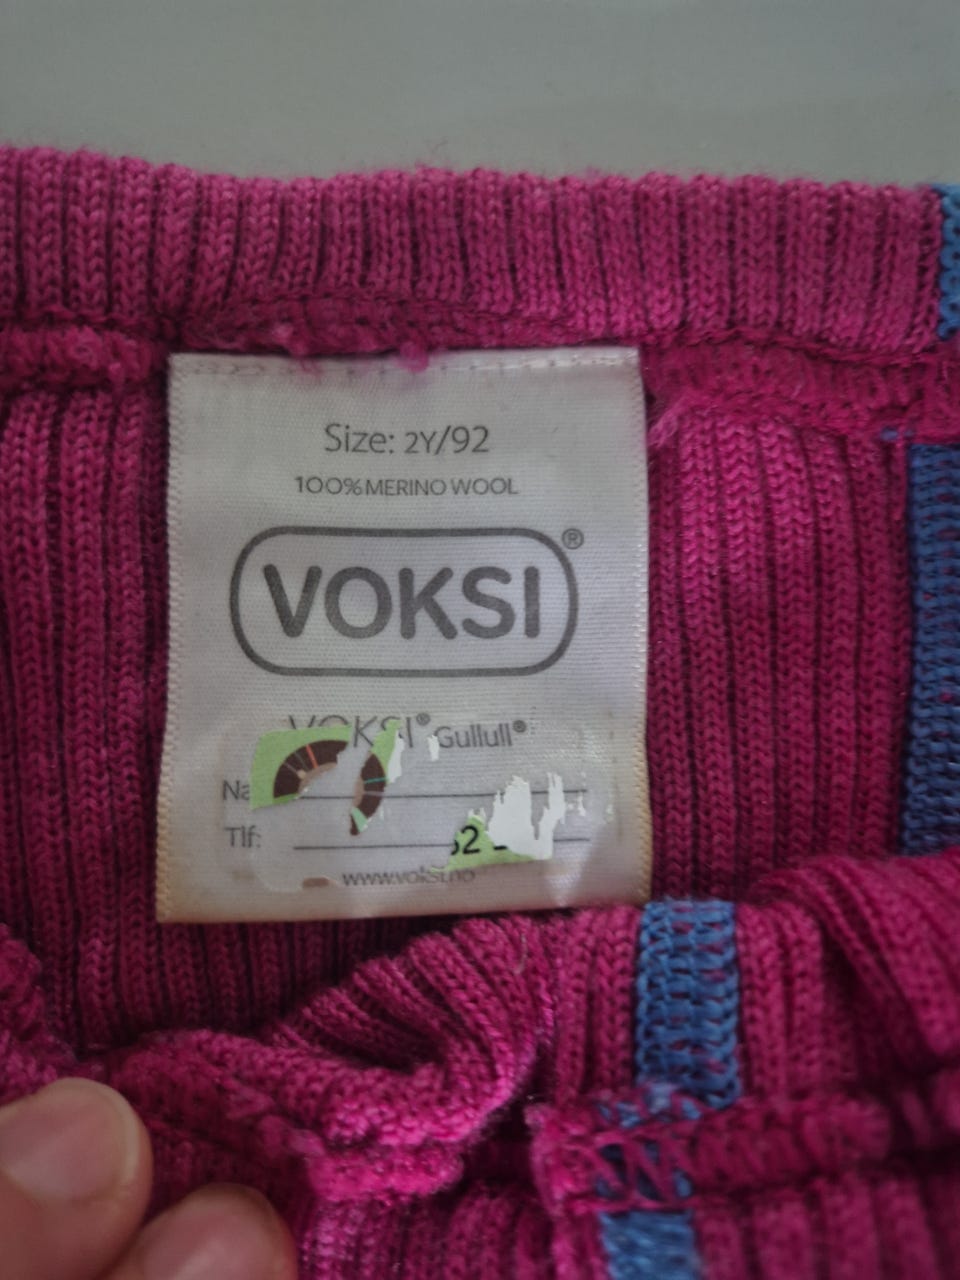 Size: 2Y/92
100% MERINO WOOL
VOKSI®
VOKSI® Gullull®
Tlf:
www.voksi.no